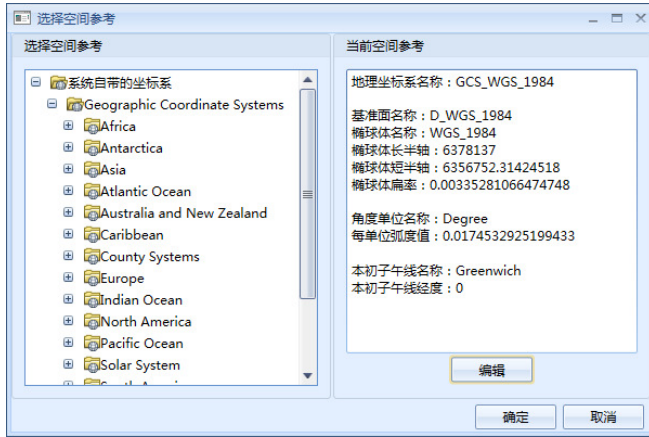 选择空间参考
选择空间参考
系统自带的坐标系
Geographic Coordinate Systems
Africa
Antarctica
Asia
Atlantic Ocean
Australia and New Zealand
Caribbean
County Systems
Europe
Indian Ocean
North America
Pacific Ocean
Solar System
当前空间参考
地理坐标系名称：GCS_WGS_1984
基准面名称：D_WGS_1984
椭球体名称：WGS_1984
椭球体长半轴：6378137
椭球体短半轴：6356752.31424518
椭球体扁率：0.00335281066474748
角度单位名称：Degree
每单位弧度值：0.0174532925199433
本初子午线名称：Greenwich
本初子午线经度：0
编辑
确定
取消